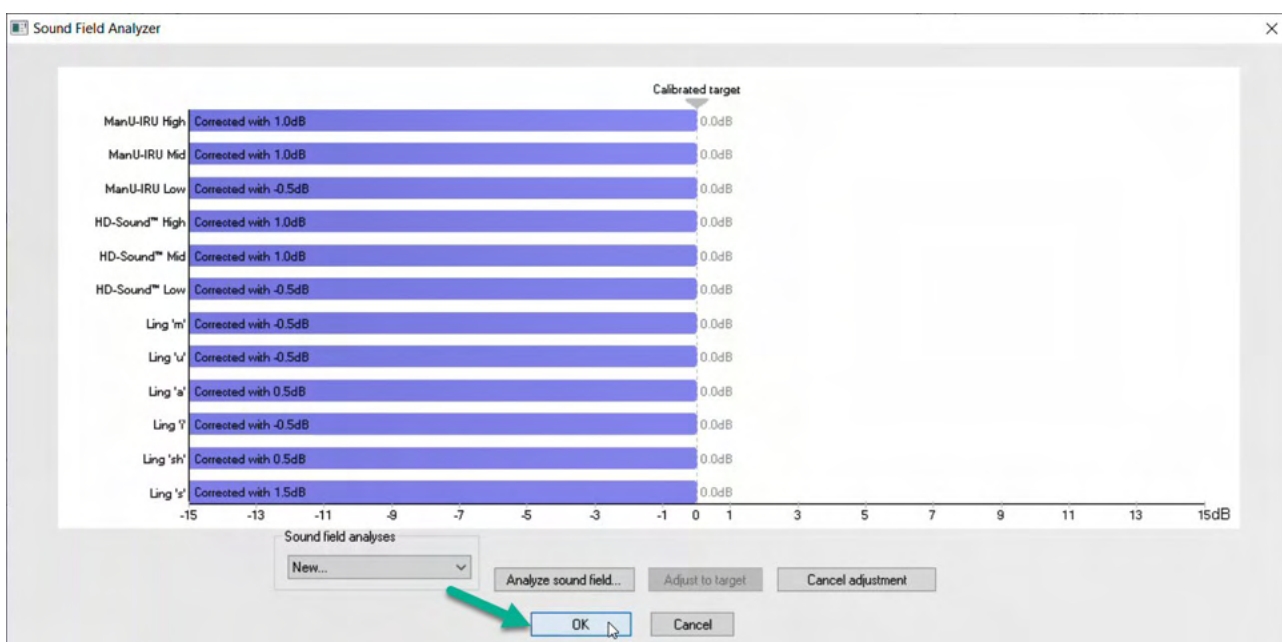 Sound Field Analyzer
Calibrated target
ManU-IRU High Corrected with 1.0dB 0.0dB
ManU-IRU Mid Corrected with 1.0dB 0.0dB
ManU-IRU Low Corrected with -0.5dB 0.0dB
HD-Sound™ High Corrected with 1.0dB 0.0dB
HD-Sound™ Mid Corrected with 1.0dB 0.0dB
HD-Sound™ Low Corrected with -0.5dB 0.0dB
Ling 'm' Corrected with -0.5dB 0.0dB
Ling 'u' Corrected with -0.5dB 0.0dB
Ling 'a' Corrected with 0.5dB 0.0dB
Ling 'i' Corrected with -0.5dB 0.0dB
Ling 'sh' Corrected with 0.5dB 0.0dB
Ling 's' Corrected with 1.5dB 0.0dB
-15 -13 -11 -9 -7 -5 -3 -1 0 1 3 5 7 9 11 13 15dB
Sound field analyses
New... Analyze sound field... Adjust to target Cancel adjustment
OK Cancel